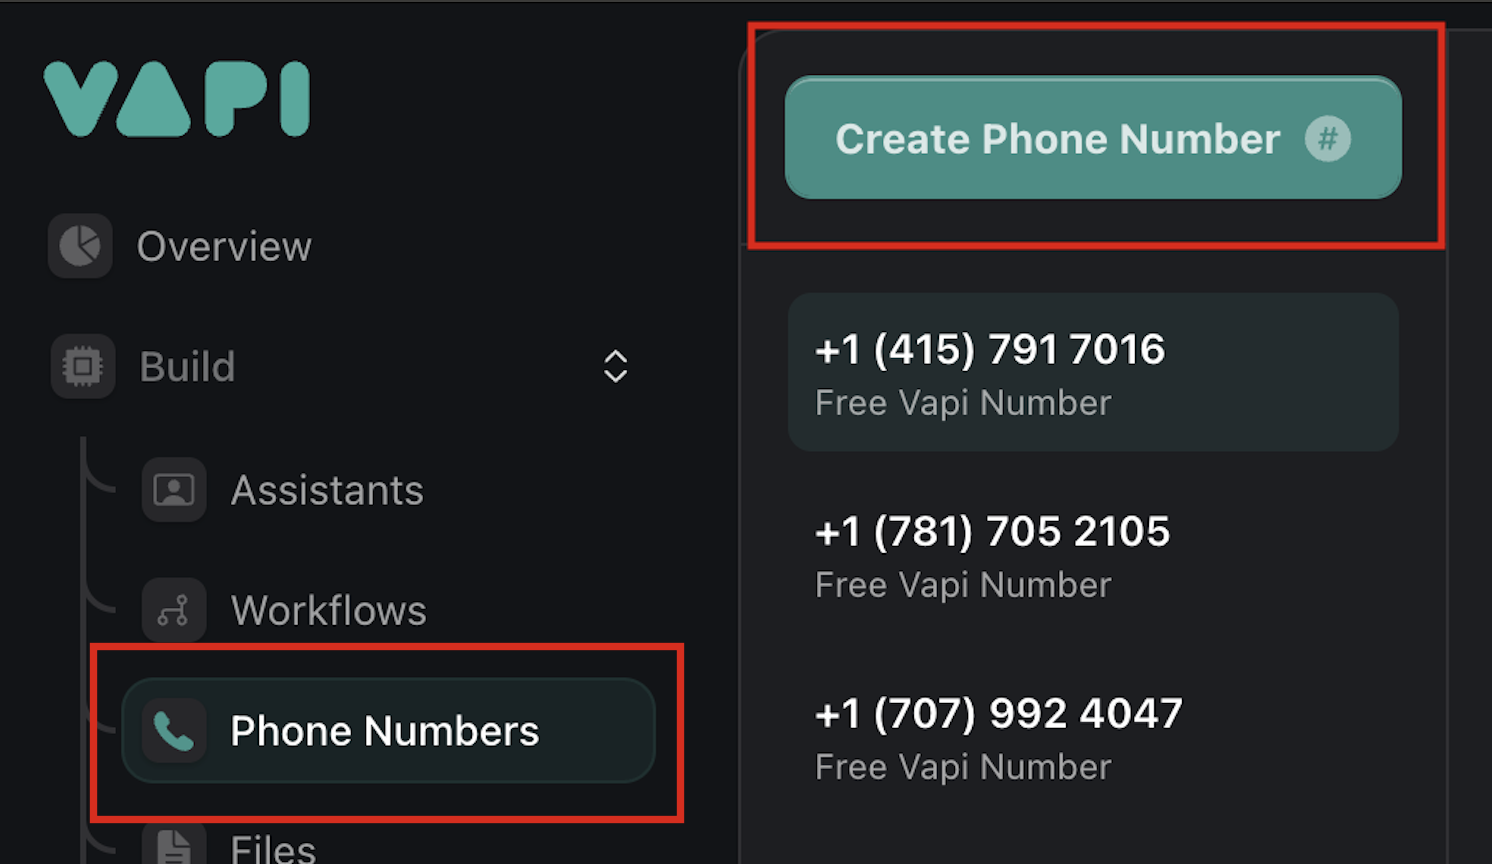 VAPI
Overview
Build
Assistants
Workflows
Phone Numbers
Files
Create Phone Number #
+1 (415) 791 7016
Free Vapi Number
+1 (781) 705 2105
Free Vapi Number
+1 (707) 992 4047
Free Vapi Number